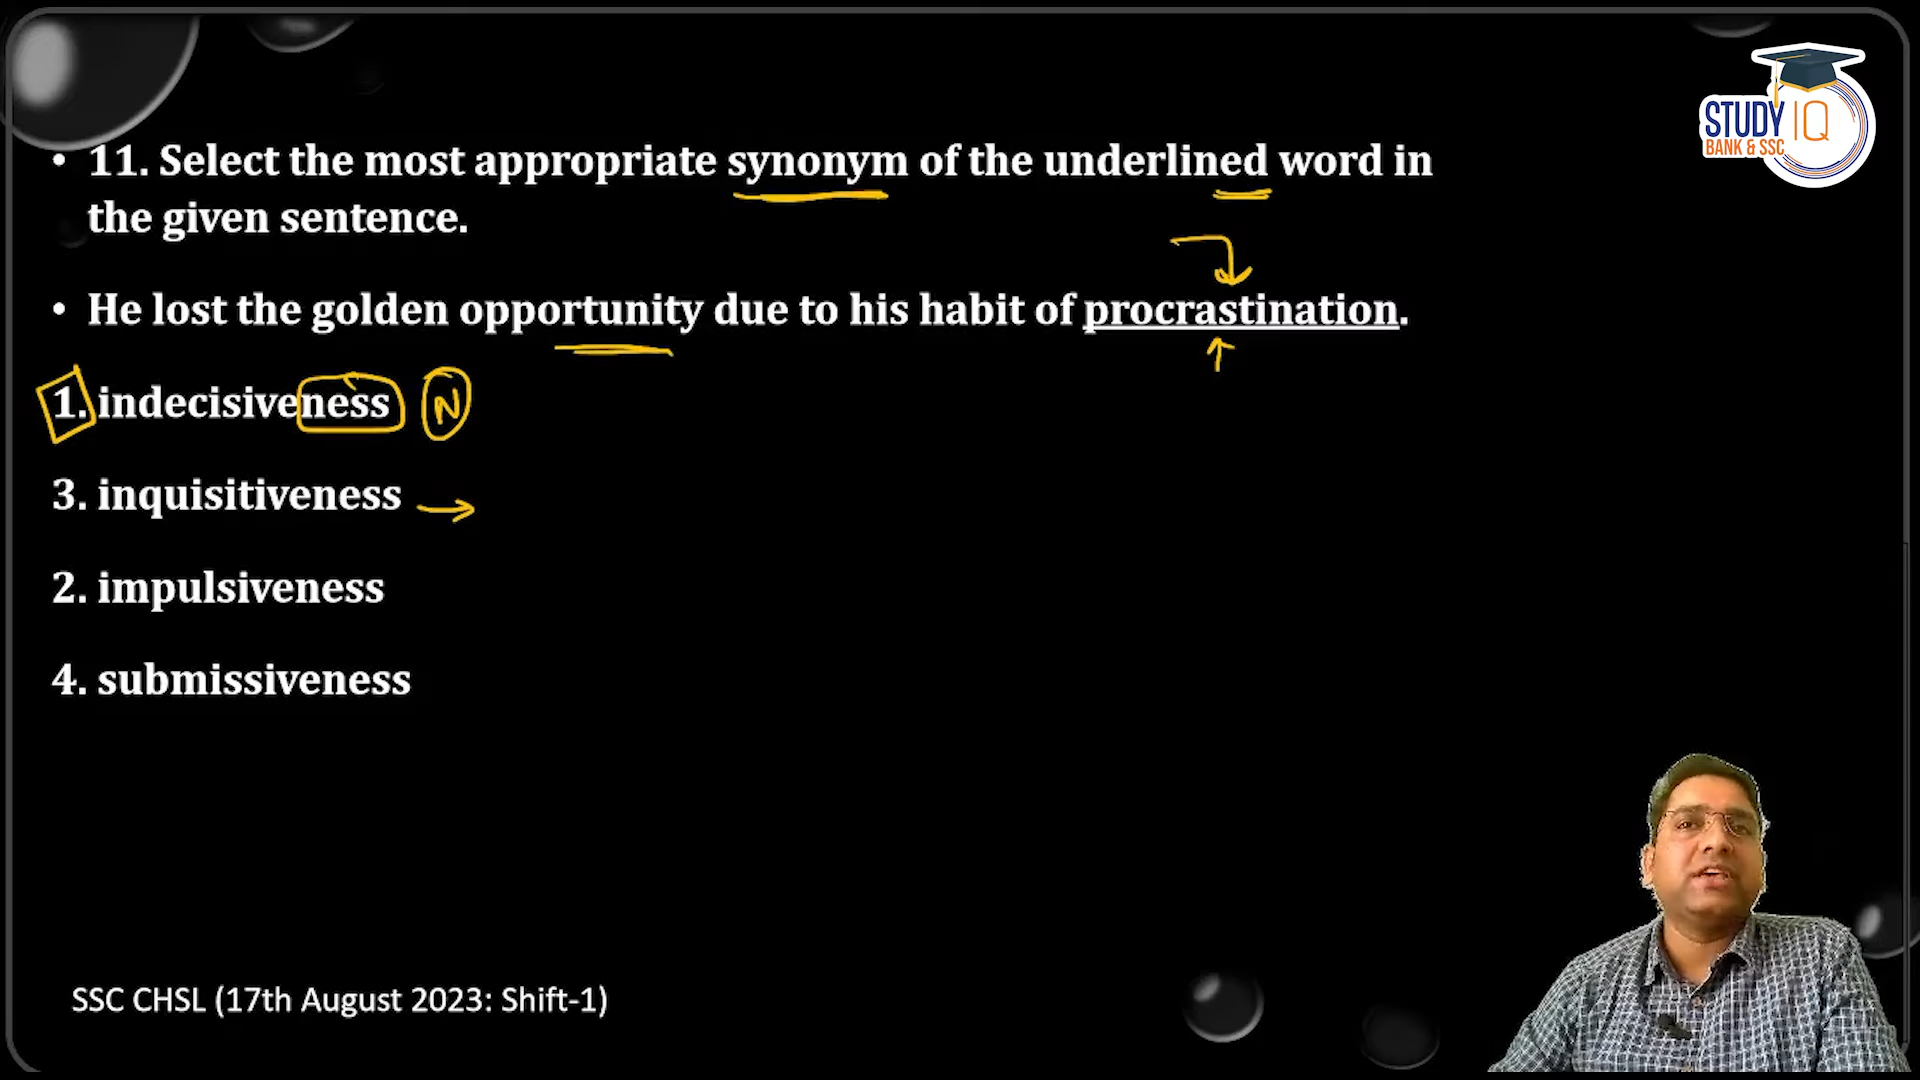 STUDY IQ
BANK & SSC
• 11. Select the most appropriate synonym of the underlined word in
the given sentence.
• He lost the golden opportunity due to his habit of procrastination.
1. indecisiveness N
3. inquisitiveness →
2. impulsiveness
4. submissiveness
SSC CHSL (17th August 2023: Shift-1)